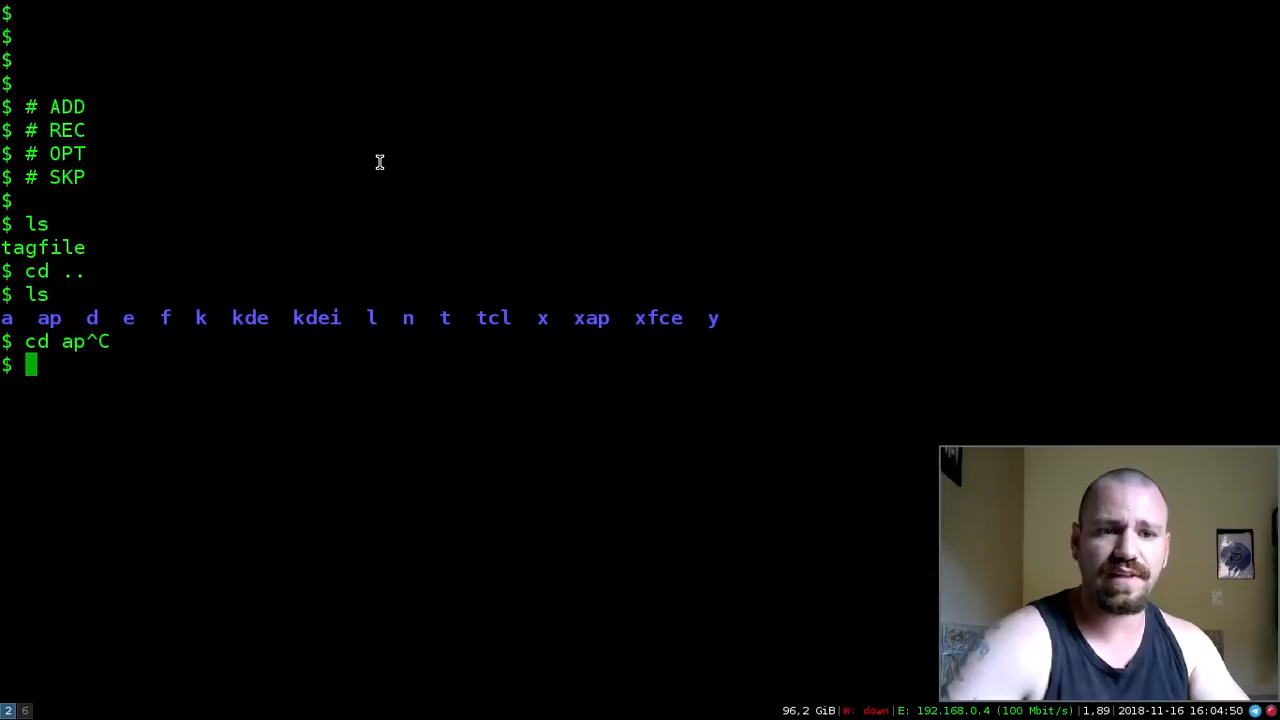 $
$
$
$
$ # ADD
$ # REC
$ # OPT
$ # SKP
$
$ ls
tagfile
$ cd ..
$ ls
a ap d e f k kde kdei l n t tcl x xap xfce y
$ cd ap^C
$
2 6 96,2 GiB|W: down|E: 192.168.0.4 (100 Mbit/s)|1,89|2018-11-16 16:04:50